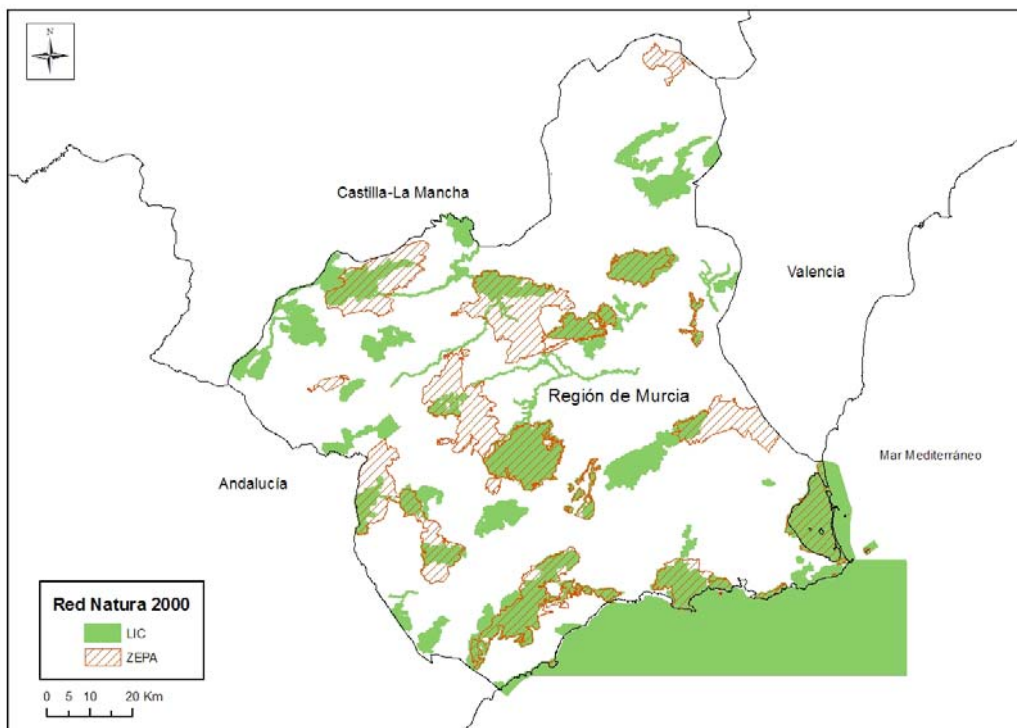 N
Castilla-La Mancha
Valencia
Región de Murcia
Mar Mediterráneo
Andalucía
Red Natura 2000
LIC
ZEPA
0 5 10 20 Km